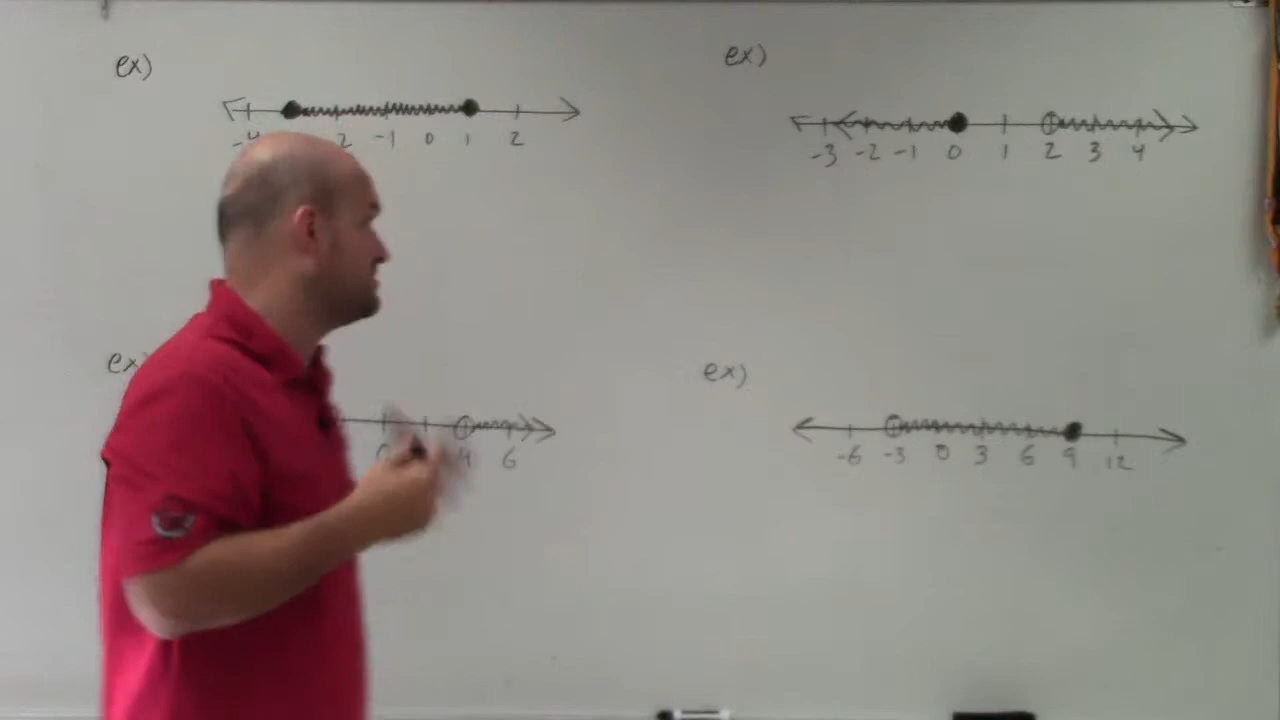 ex)
-4 2 -1 0 1 2
ex)
-3 -2 -1 0 1 2 3 4
ex)
4 6
ex)
-6 -3 0 3 6 9 12